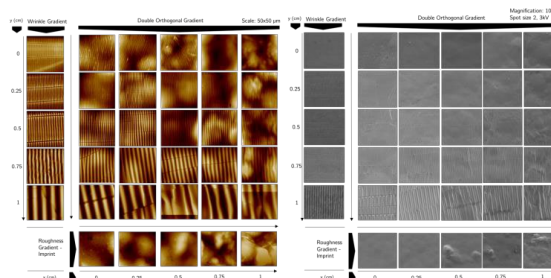 y (cm) Wrinkle Gradient Double Orthogonal Gradient Scale: 50x50 μm
0
0.25
0.5
0.75
1
Roughness
Gradient -
Imprint
x (cm) 0 0.25 0.5 0.75 1
Magnification: 10
y (cm) Wrinkle Gradient Double Orthogonal Gradient Spot size 2, 3kV
0
0.25
0.5
0.75
1
Roughness
Gradient -
Imprint
x (cm) 0 0.25 0.5 0.75 1